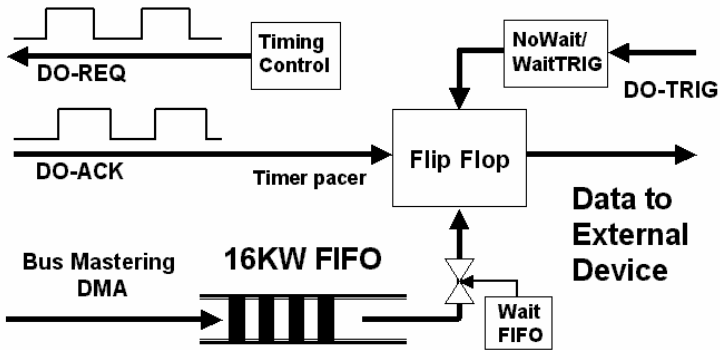 Timing
Control
DO-REQ
NoWait/
WaitTRIG
DO-TRIG
Flip Flop
DO-ACK
Timer pacer
Data to
External
Device
Bus Mastering
DMA
16KW FIFO
Wait
FIFO